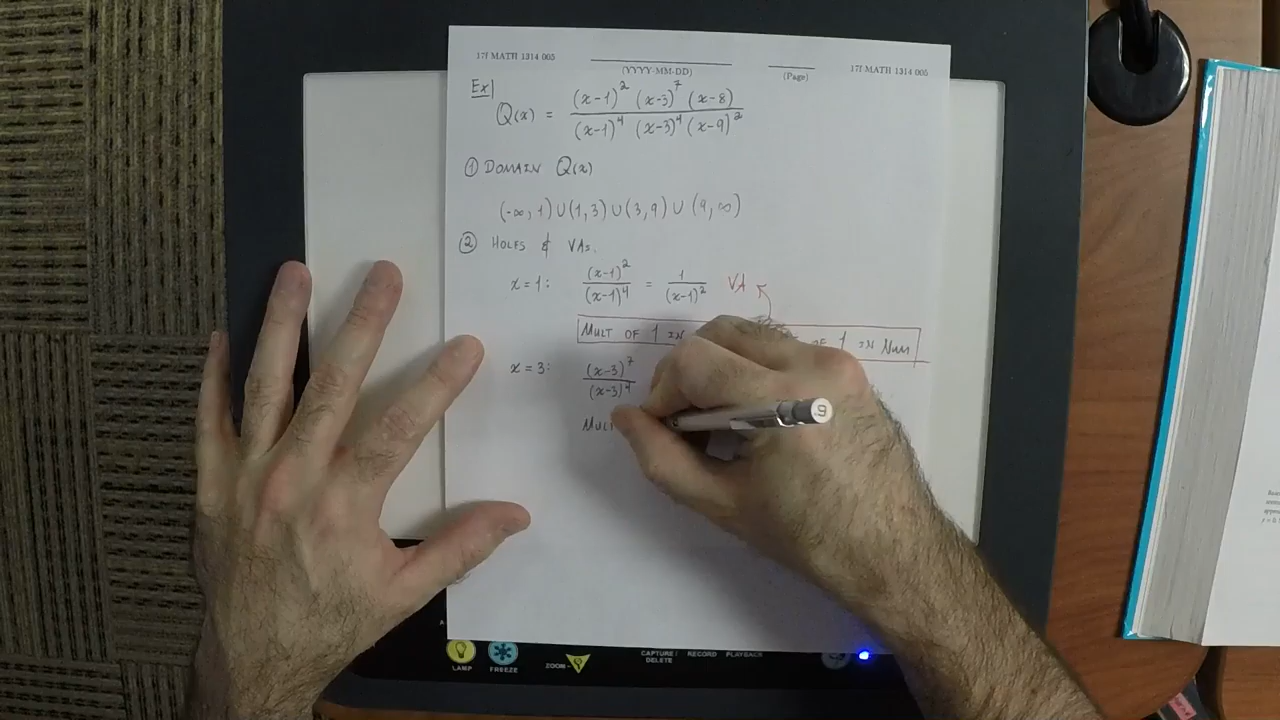 17f MATH 1314 005
(YYYY-MM-DD)
(Page)
17f MATH 1314 005
Ex|
Q(x) = (x-1)² (x-3)⁷ (x-8) / (x-1)⁴ (x-3)⁴ (x-9)²
① DOMAIN Q(x)
(-∞, 1) ∪ (1, 3) ∪ (3, 9) ∪ (9, ∞)
② HOLES & VAs.
x = 1: (x-1)² / (x-1)⁴ = 1 / (x-1)² VA
MULT OF 1 IN OF 1 IN NUM
x = 3: (x-3)⁷ / (x-3)⁴
MULT
.9
LAMP
FREEZE
ZOOM
CAPTURE / DELETE
RECORD
PLAYBACK